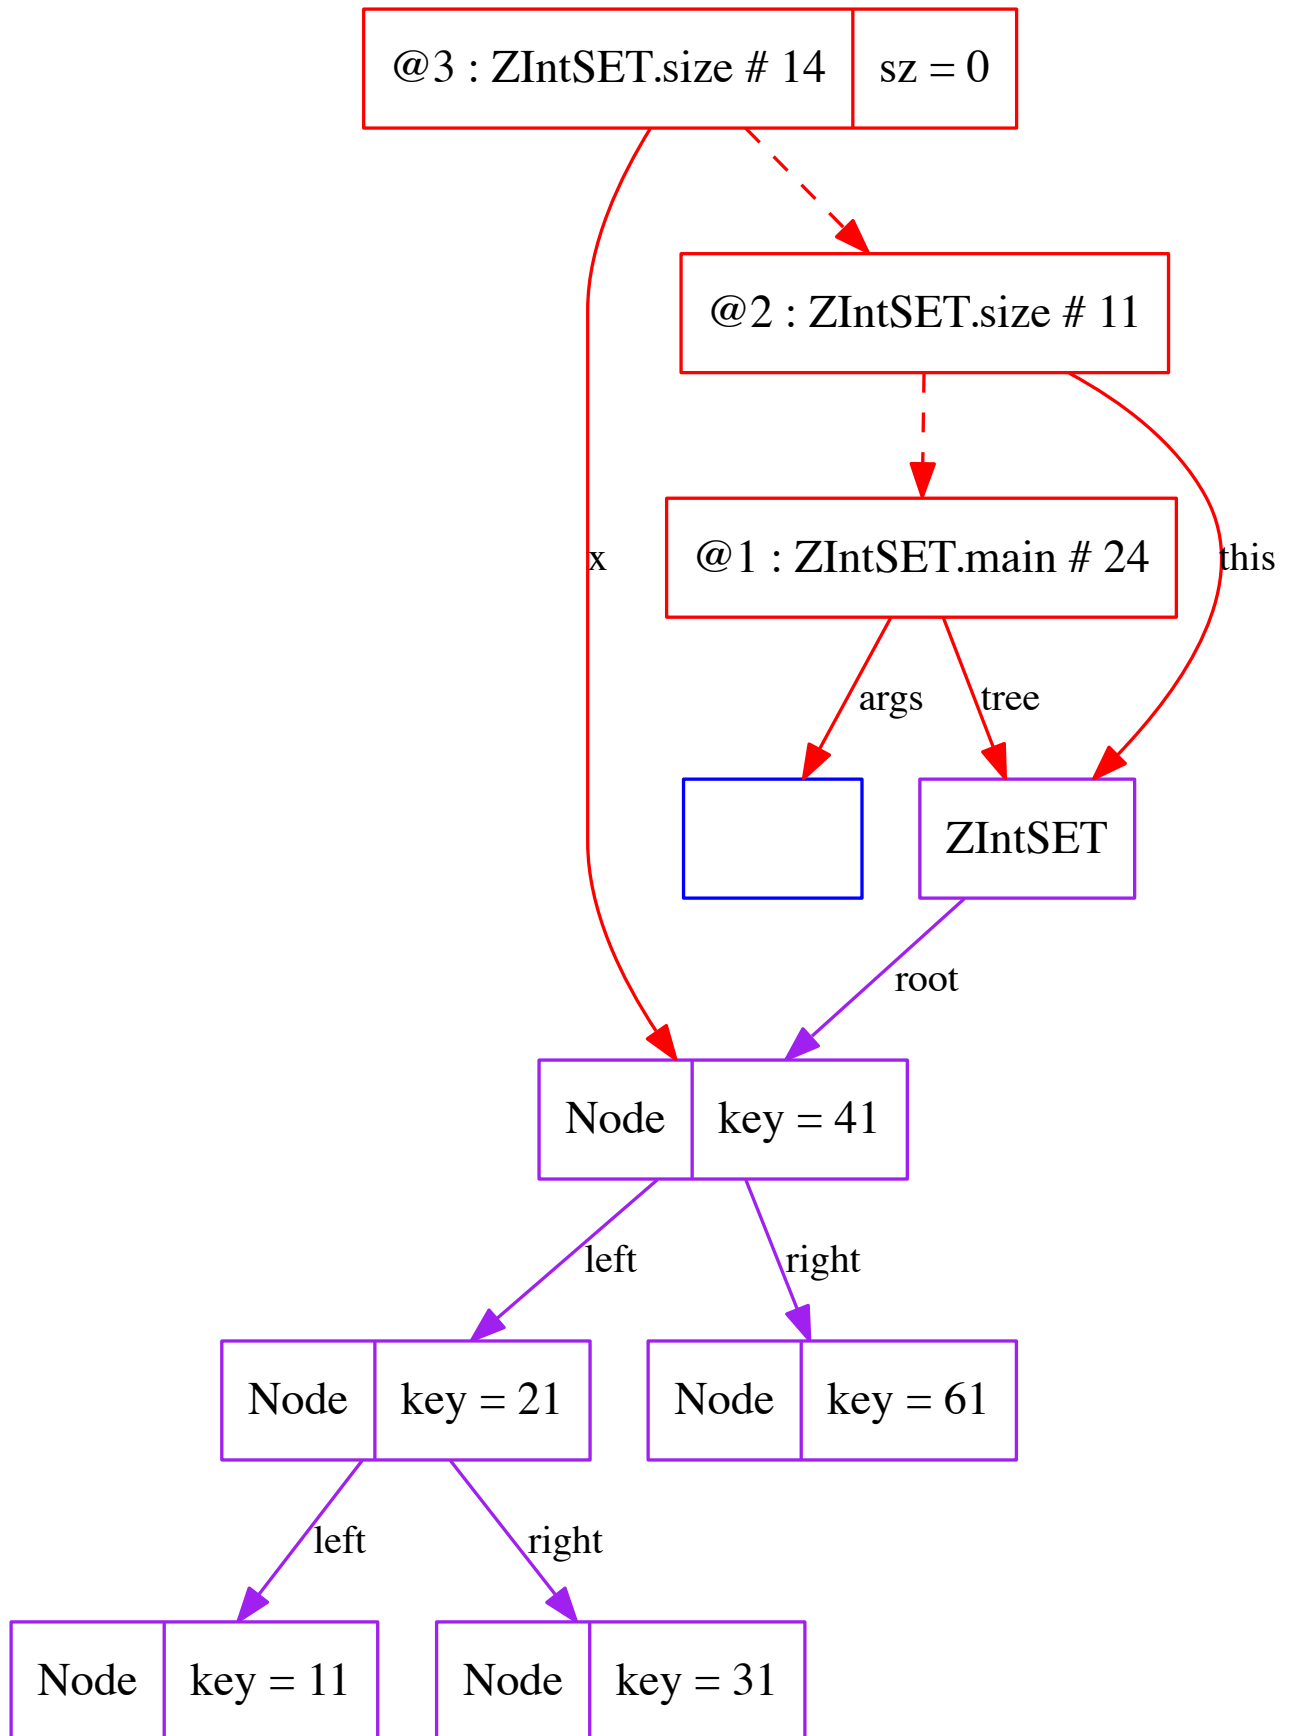 @3 : ZIntSET.size # 14 sz = 0
@2 : ZIntSET.size # 11
x
@1 : ZIntSET.main # 24
this
args
tree
ZIntSET
root
Node key = 41
left
right
Node key = 21
Node key = 61
left
right
Node key = 11
Node key = 31